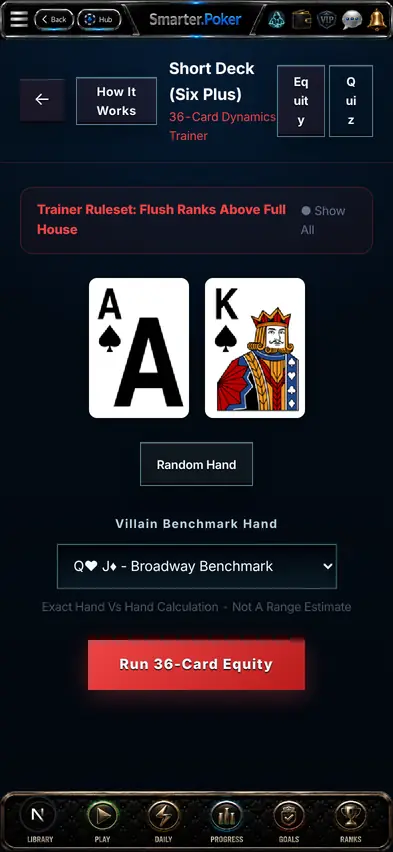 Back
Hub
Smarter.Poker
VIP
←
How It
Works
Short Deck
(Six Plus)
36-Card Dynamics
Trainer
Eq
uit
y
Q
ui
z
Trainer Ruleset: Flush Ranks Above Full
House
● Show
All
A
♠
A
K
♠
Random Hand
Villain Benchmark Hand
Q♥ J♦ - Broadway Benchmark
Exact Hand Vs Hand Calculation - Not A Range Estimate
Run 36-Card Equity
N
LIBRARY
PLAY
DAILY
PROGRESS
GOALS
RANKS